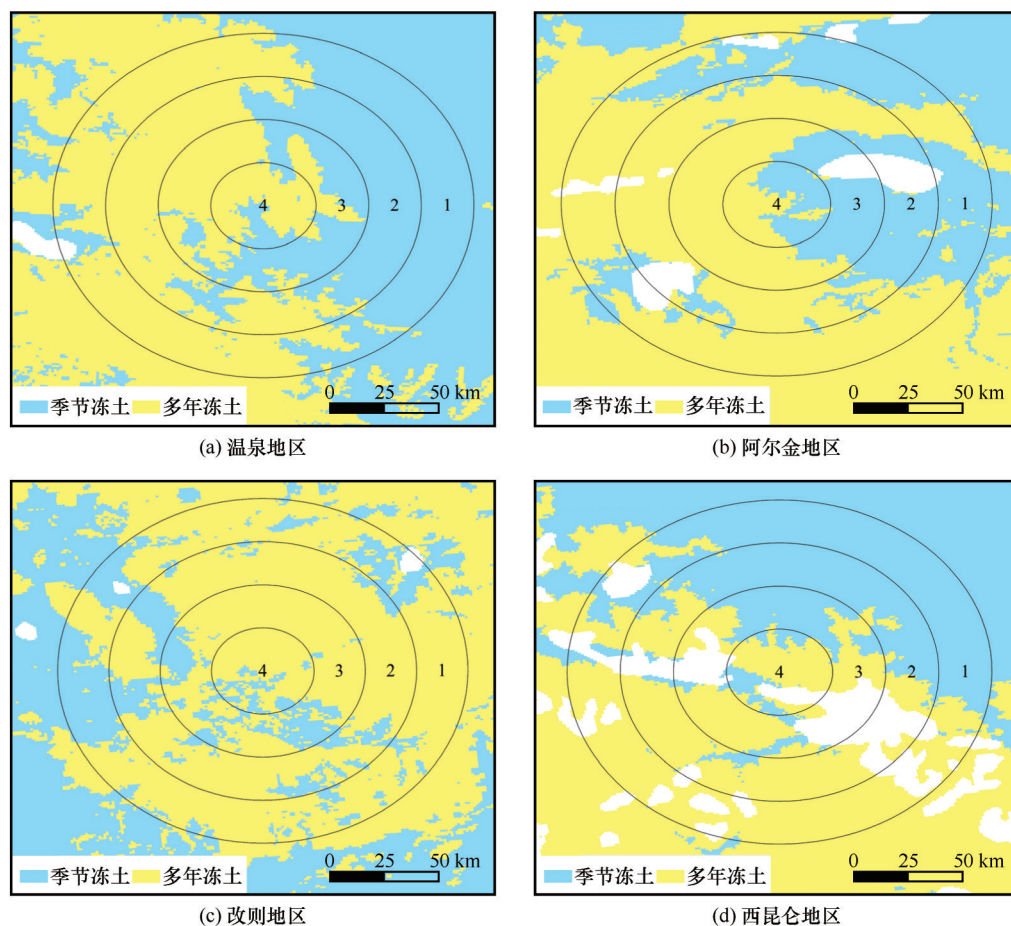 4 3 2 1
0 25 50 km
季节冻土 多年冻土
(a) 温泉地区
4 3 2 1
0 25 50 km
季节冻土 多年冻土
(b) 阿尔金地区
4 3 2 1
0 25 50 km
季节冻土 多年冻土
(c) 改则地区
4 3 2 1
0 25 50 km
季节冻土 多年冻土
(d) 西昆仑地区